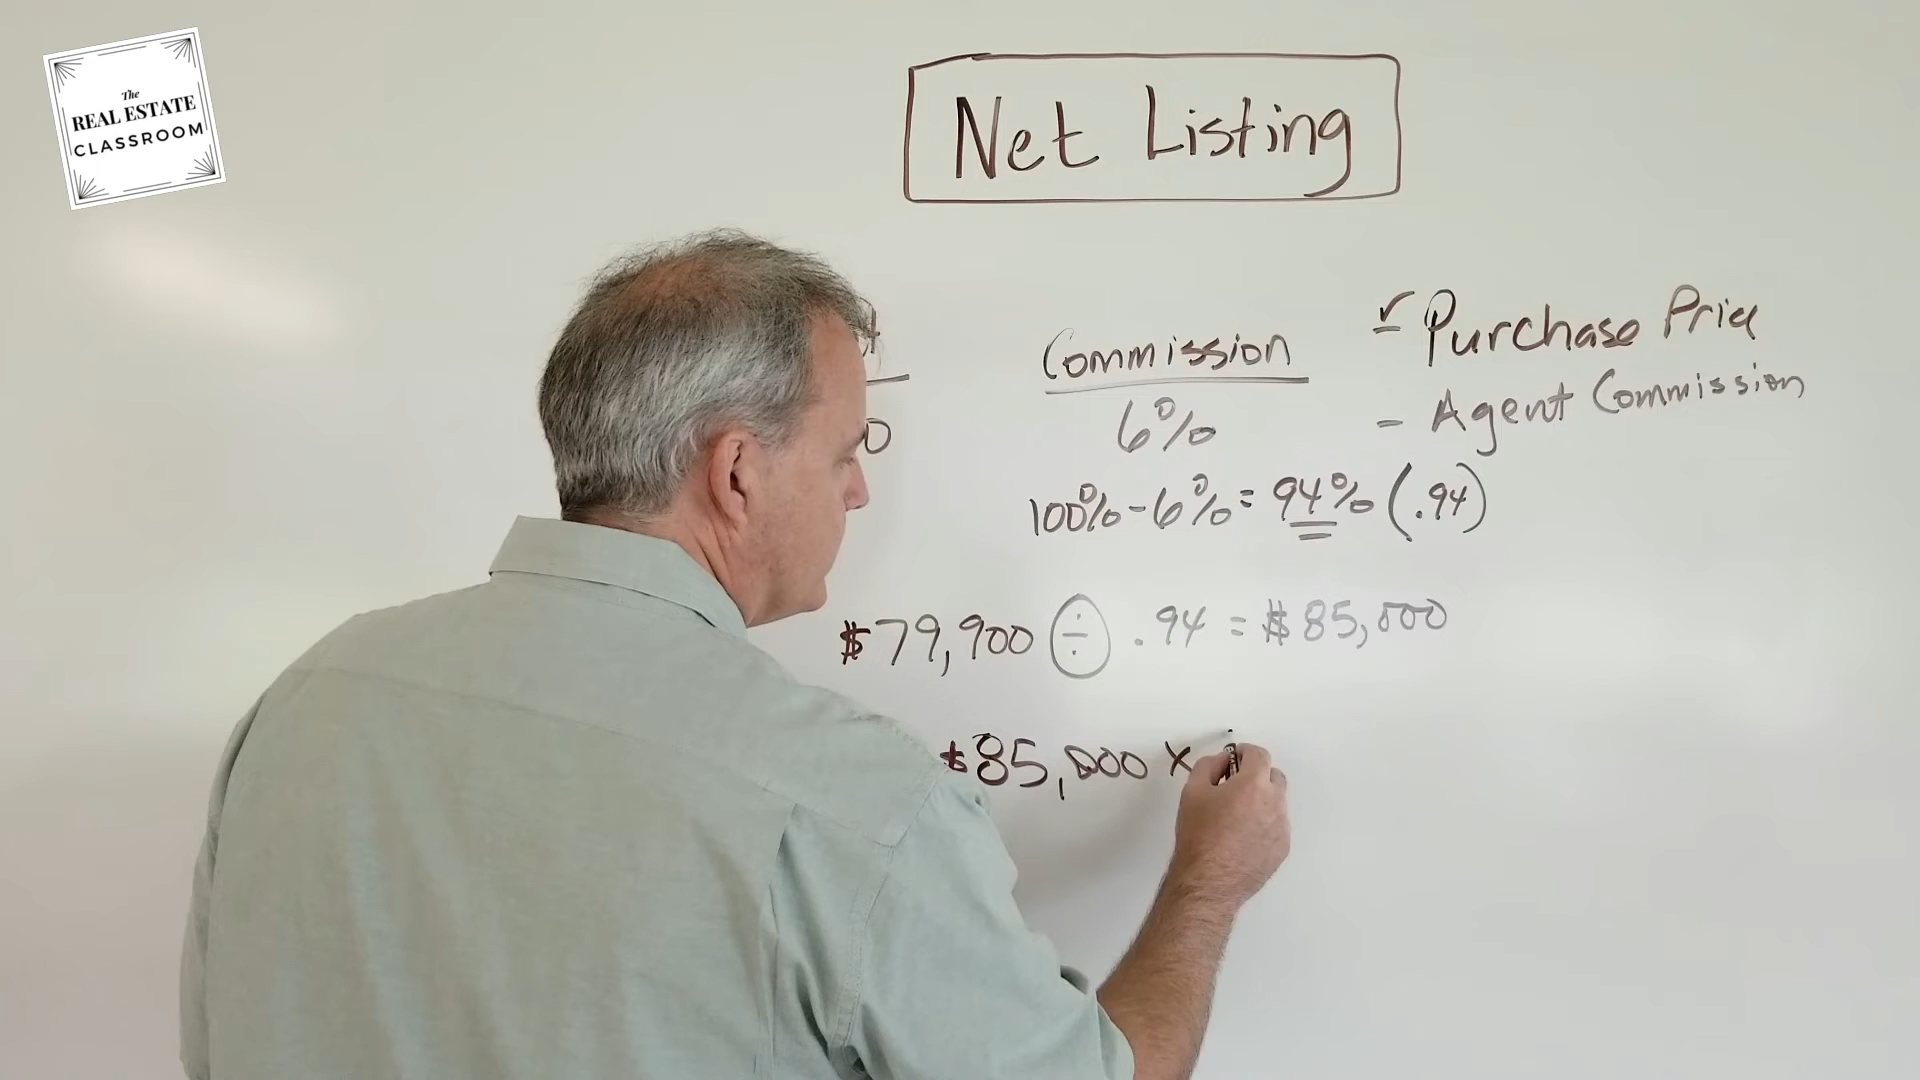 The
REAL ESTATE
CLASSROOM
Net Listing
Commission
6%
100% - 6% = 94% (.94)
✓ Purchase Price
- Agent Commission
$79,900 ÷ .94 = $85,000
$85,000 x